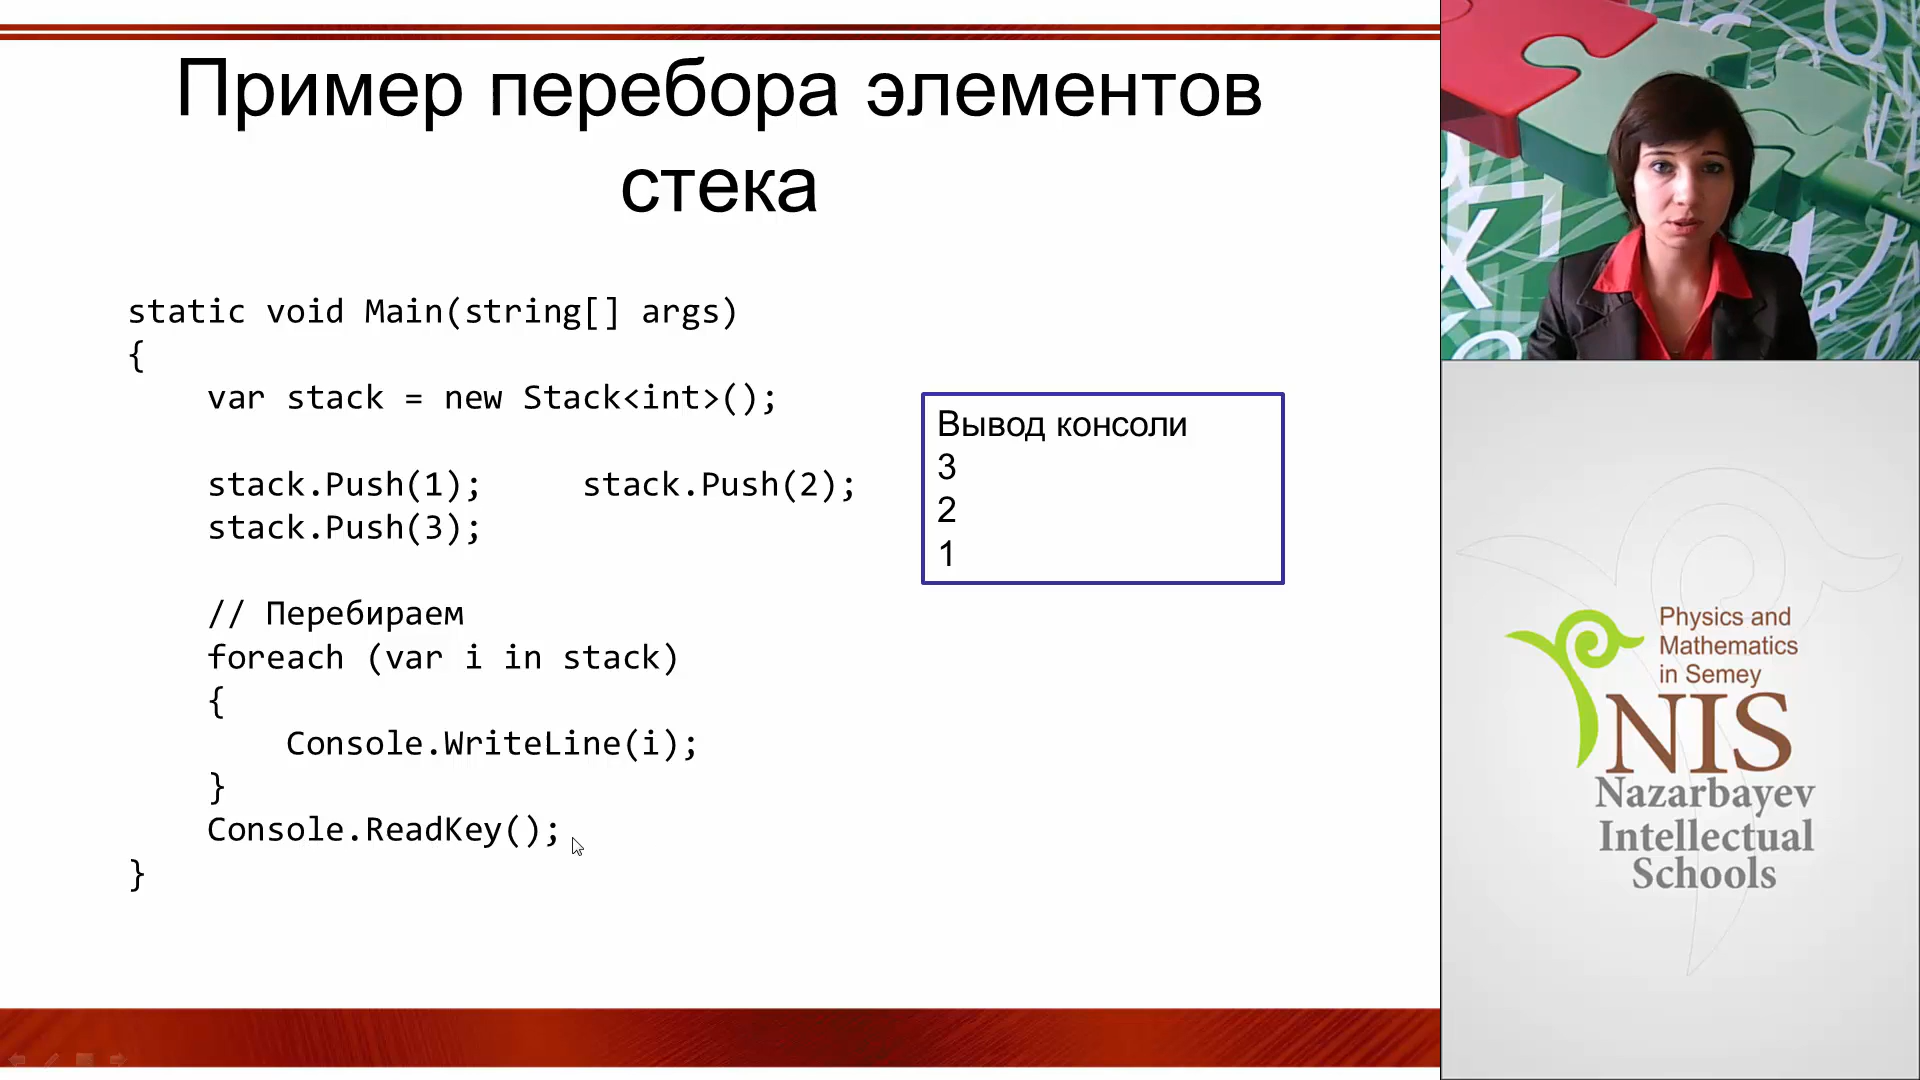 Пример перебора элементов
стека
static void Main(string[] args)
{
var stack = new Stack<int>();
stack.Push(1); stack.Push(2);
stack.Push(3);
// Перебираем
foreach (var i in stack)
{
Console.WriteLine(i);
}
Console.ReadKey();
}
Вывод консоли
3
2
1
Physics and
Mathematics
in Semey
NIS
Nazarbayev
Intellectual
Schools